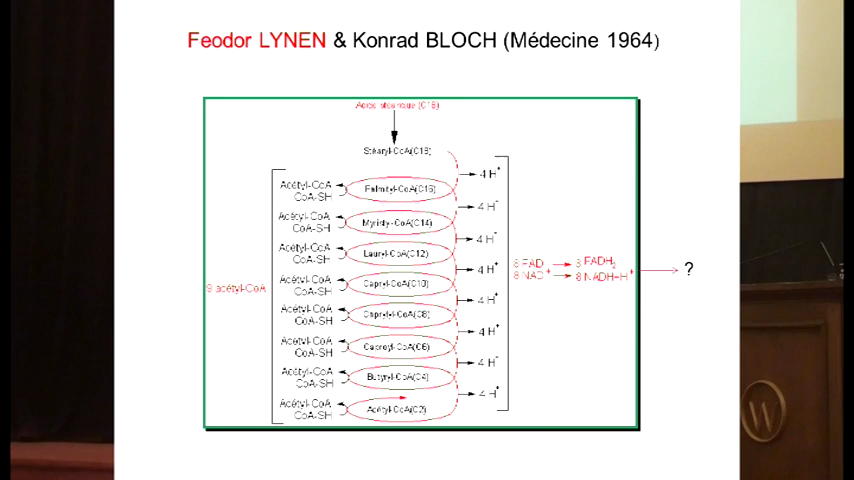 Feodor LYNEN & Konrad BLOCH (Médecine 1964)
Acide stéarique (C18)
Stéaryl-CoA(C18)
4 H+
Acétyl-CoA
CoA-SH
Palmityl-CoA(C16)
4 H+
Acétyl-CoA
CoA-SH
Myristy-CoA(C14)
4 H+
Acétyl-CoA
CoA-SH
Lauryl-CoA(C12)
4 H+
Acétyl-CoA
CoA-SH
Capryl-CoA(C10)
4 H+
Acétyl-CoA
CoA-SH
Caprylyl-CoA(C8)
4 H+
Acétyl-CoA
CoA-SH
Caproyl-CoA(C6)
4 H+
Acétyl-CoA
CoA-SH
Butyryl-CoA(C4)
4 H+
Acétyl-CoA
CoA-SH
Acétyl-CoA(C2)
9 acétyl-CoA
8 FAD
8 FADH2
8 NAD+
8 NADH+H+
?
W